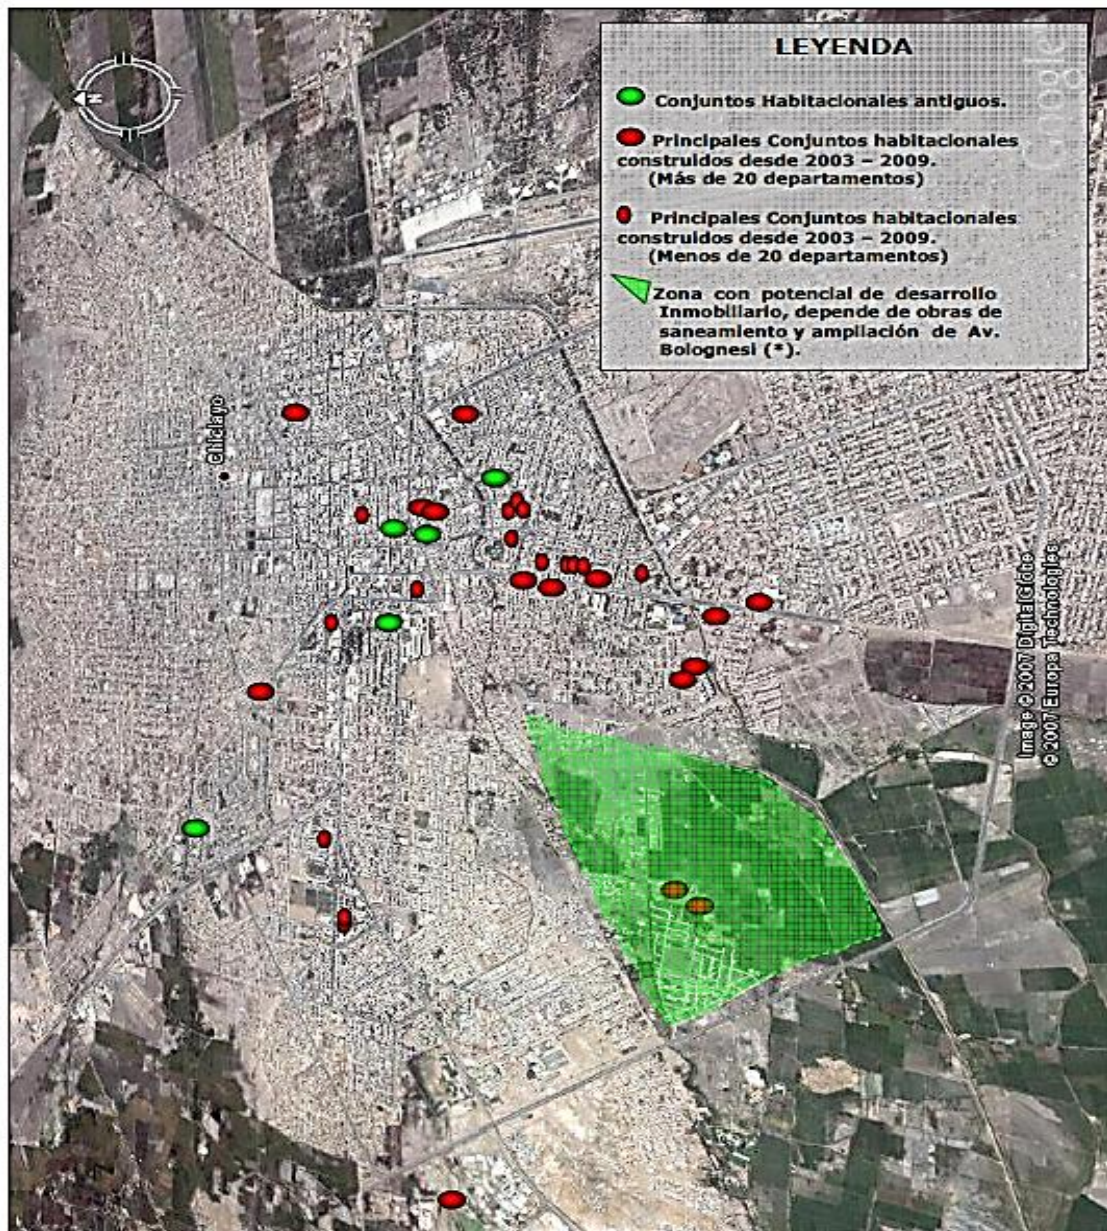 LEYENDA
Google
Conjuntos Habitacionales antiguos.
Principales Conjuntos habitacionales
construidos desde 2003 – 2009.
(Más de 20 departamentos)
Principales Conjuntos habitacionales
construidos desde 2003 – 2009.
(Menos de 20 departamentos)
Zona con potencial de desarrollo
Inmobiliario, depende de obras de
saneamiento y ampliación de Av.
Bolognesi (*).
N
Chiclayo
Image © 2007 DigitalGlobe
© 2007 Europa Technologies